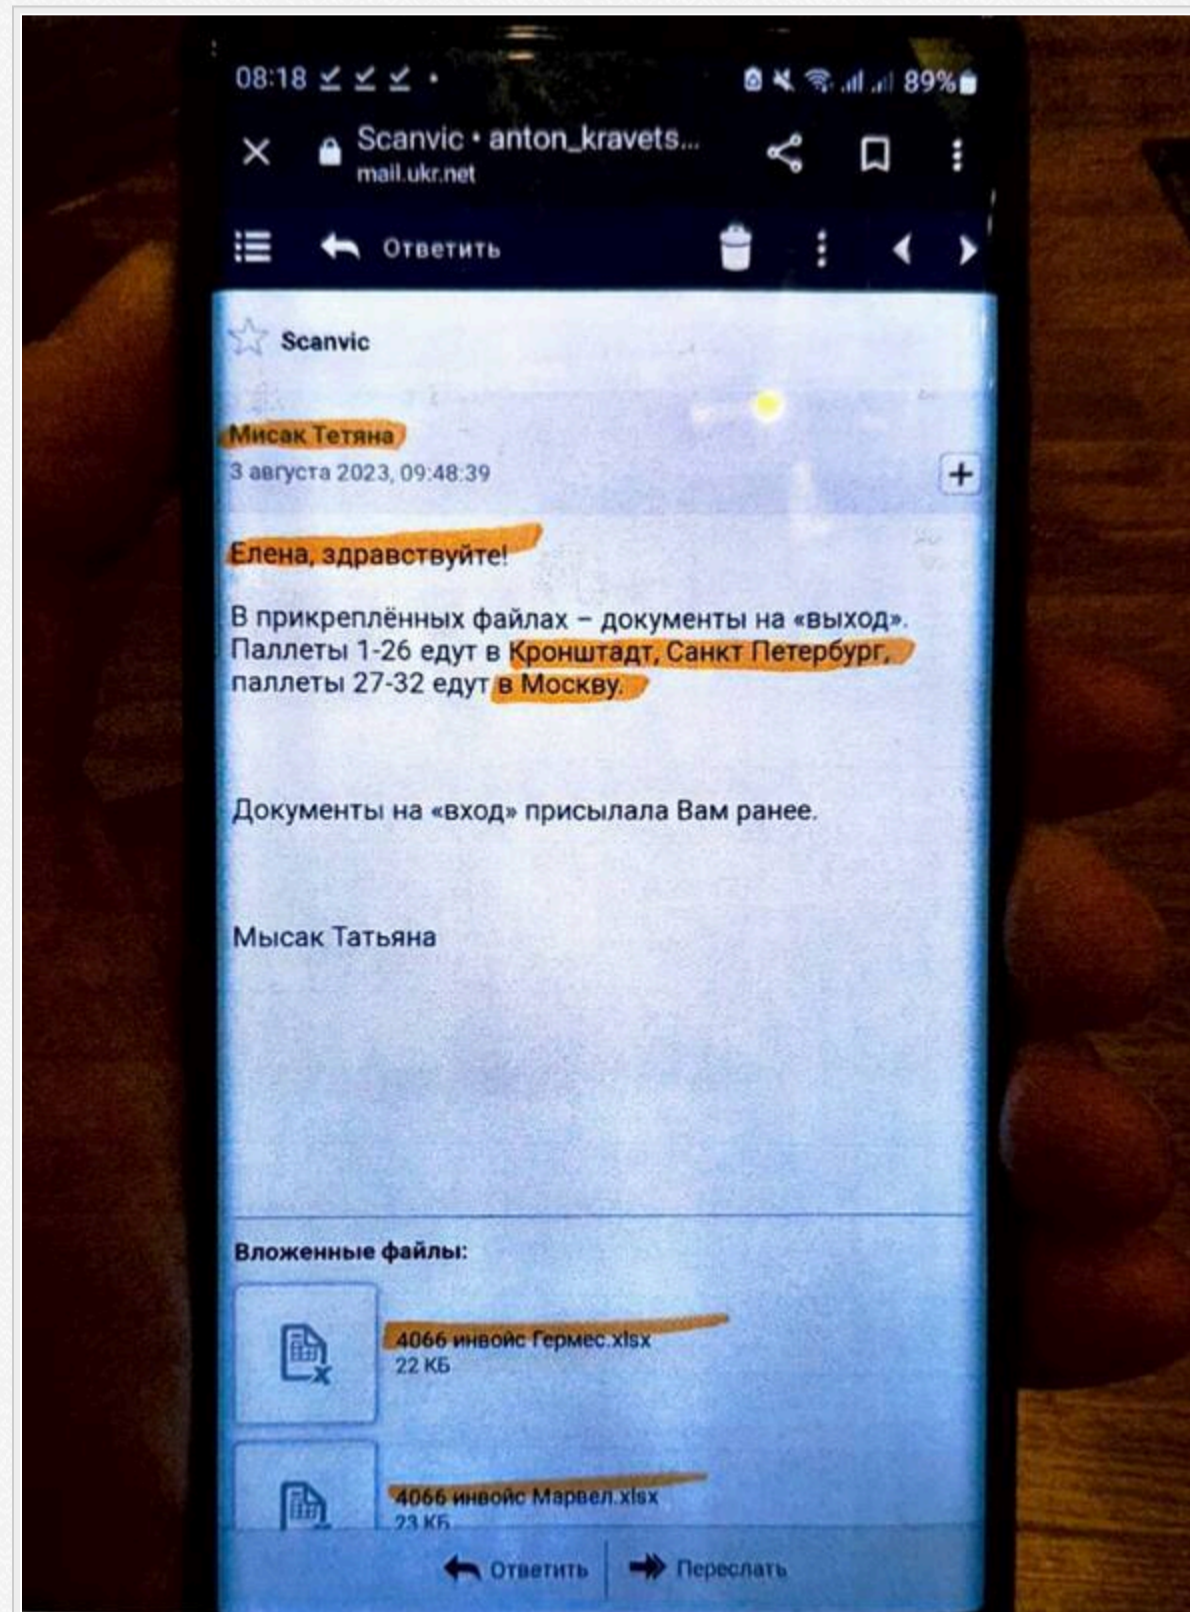 08:18
89%
Scanvic • anton_kravets...
mail.ukr.net
Ответить
Scanvic
Мисак Тетяна
3 августа 2023, 09:48:39
Елена, здравствуйте!
В прикреплённых файлах – документы на «выход».
Паллеты 1-26 едут в Кронштадт, Санкт Петербург,
паллеты 27-32 едут в Москву.
Документы на «вход» присылала Вам ранее.
Мысак Татьяна
Вложенные файлы:
4066 инвойс Гермес.xlsx
22 КБ
4066 инвойс Марвел.xlsx
23 КБ
Ответить
Переслать